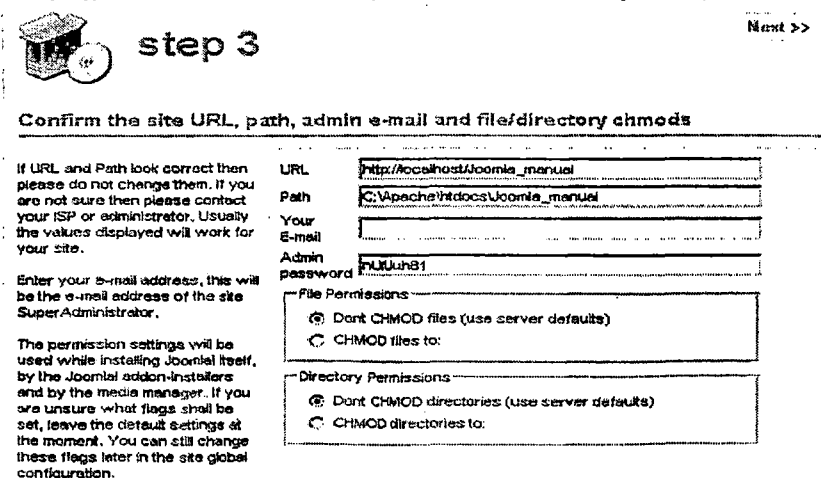 step 3
Next >>
Confirm the site URL, path, admin e-mail and file/directory chmods
If URL and Path look correct then
please do not change them. If you
are not sure then please contact
your ISP or administrator. Usually
the values displayed will work for
your site.
Enter your e-mail address, this will
be the e-mail address of the site
SuperAdministrator.
The permission settings will be
used while installing Joomla! itself,
by the Joomla! addon-installers
and by the media manager. If you
are unsure what flags shall be
set, leave the default settings at
the moment. You can still change
these flags later in the site global
configuration.
URL http://localhost/Joomla_manual
Path C:\Apache\htdocs\Joomla_manual
Your
E-mail
Admin
password
File Permissions
Dont CHMOD files (use server defaults)
CHMOD files to:
Directory Permissions
Dont CHMOD directories (use server defaults)
CHMOD directories to: